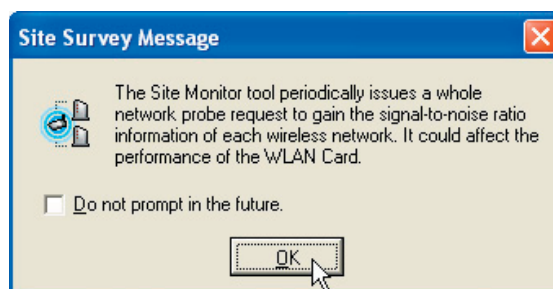 Site Survey Message
The Site Monitor tool periodically issues a whole
network probe request to gain the signal-to-noise ratio
information of each wireless network. It could affect the
performance of the WLAN Card.
Do not prompt in the future.
OK